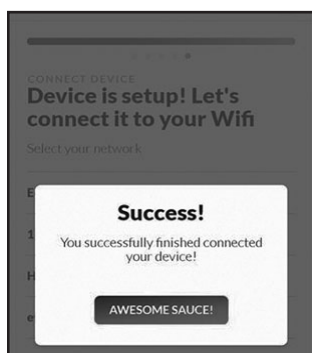 CONNECT DEVICE
Device is setup! Let's
connect it to your Wifi
Select your network
E
1
Success!
You successfully finished connected
your device!
H
AWESOME SAUCE!
e